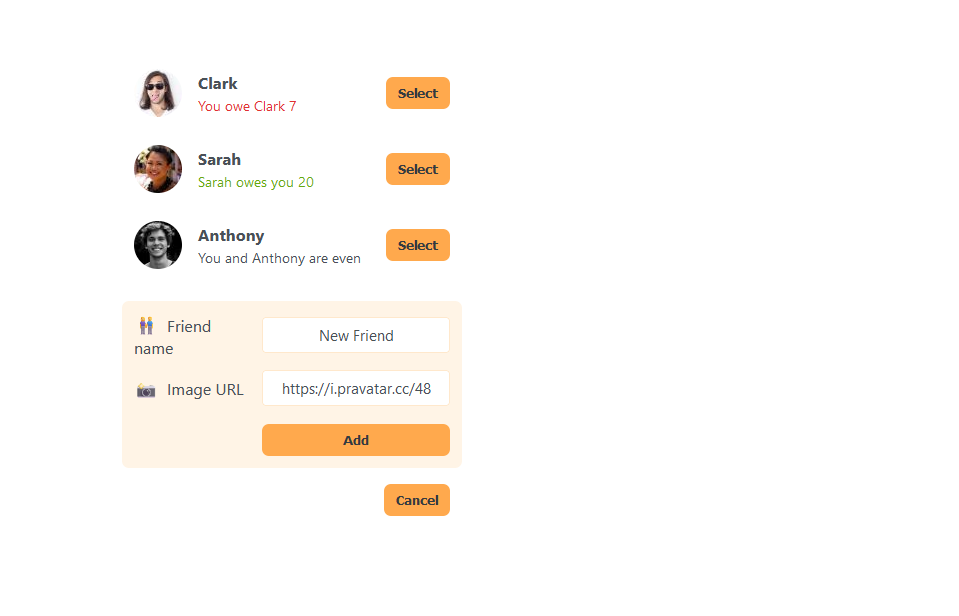 Clark
You owe Clark 7
Select
Sarah
Sarah owes you 20
Select
Anthony
You and Anthony are even
Select
Friend
name
New Friend
Image URL
https://i.pravatar.cc/48
Add
Cancel